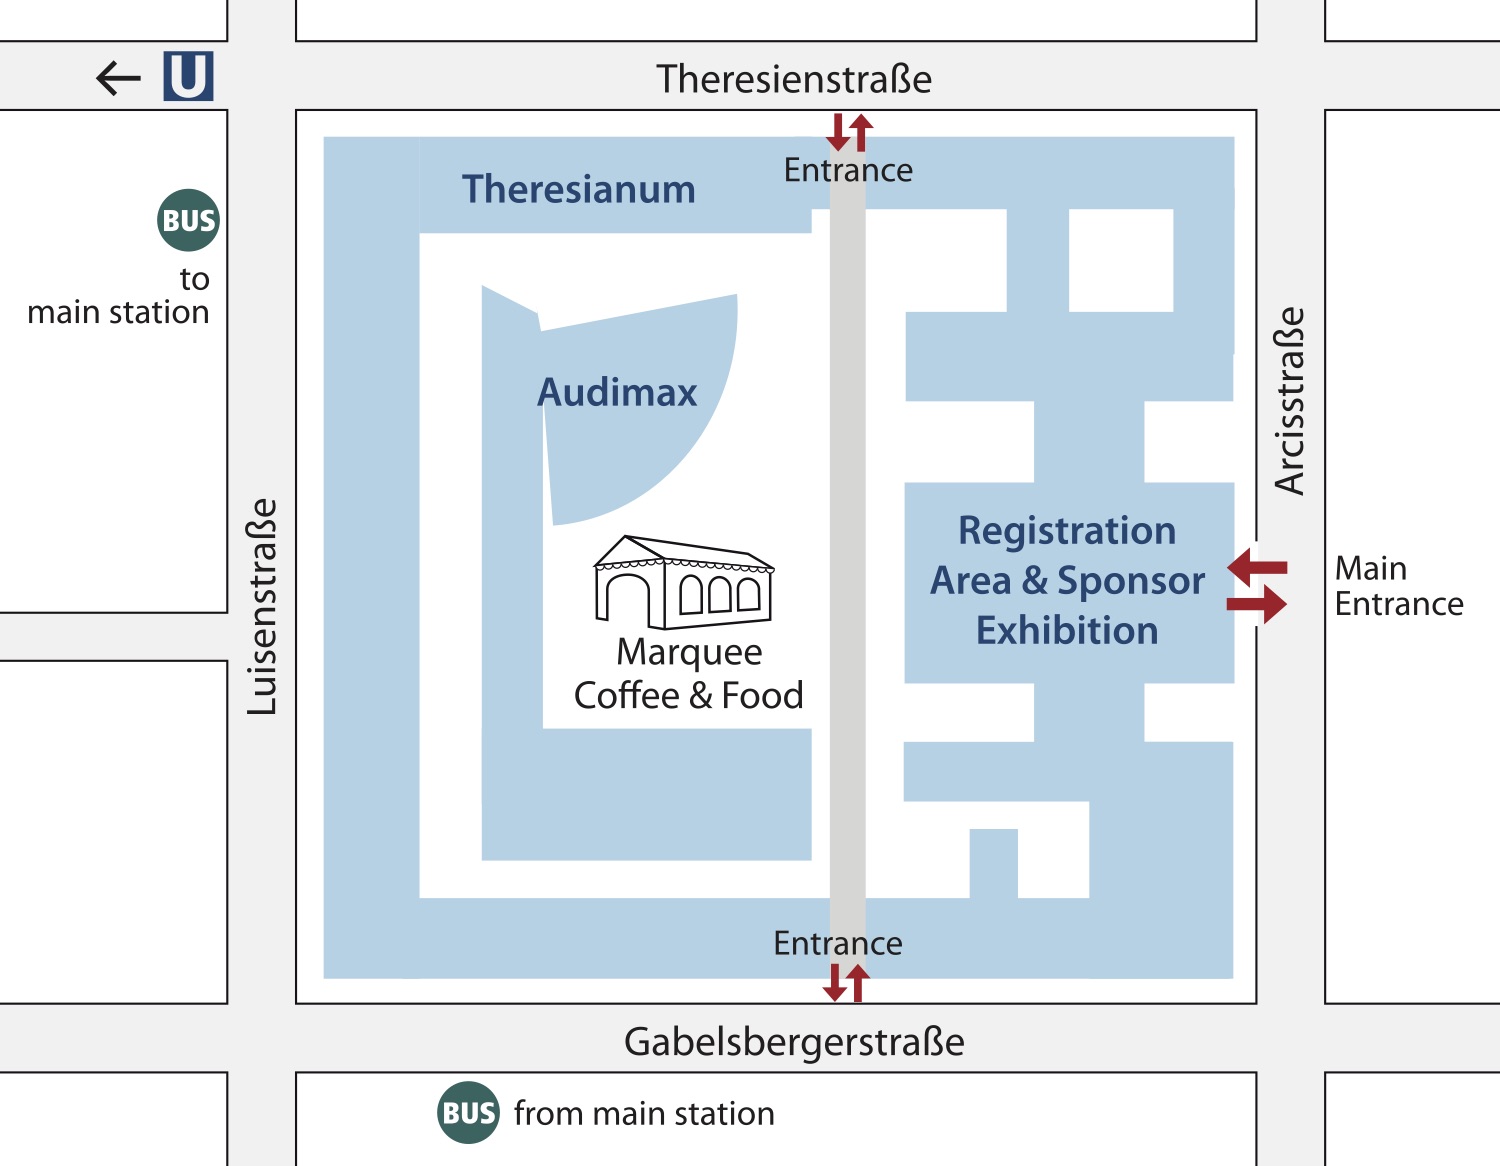 U
Theresienstraße
Entrance
Theresianum
BUS
to
main station
Audimax
Arcisstraße
Luisenstraße
Registration
Area & Sponsor
Exhibition
Main
Entrance
Marquee
Coffee & Food
Entrance
Gabelsbergerstraße
BUS from main station